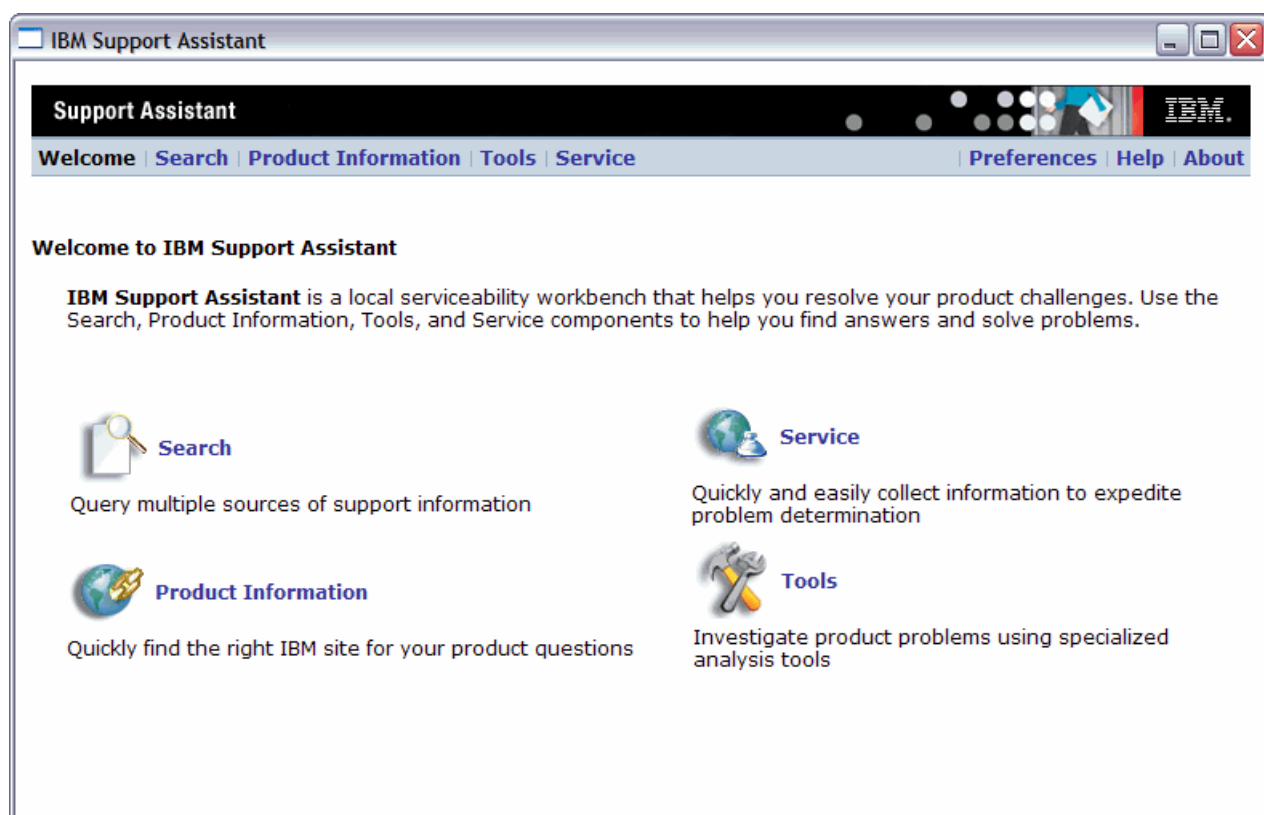 IBM Support Assistant
Support Assistant
IBM.
Welcome | Search | Product Information | Tools | Service | Preferences | Help | About
Welcome to IBM Support Assistant
IBM Support Assistant is a local serviceability workbench that helps you resolve your product challenges. Use the
Search, Product Information, Tools, and Service components to help you find answers and solve problems.
Search
Query multiple sources of support information
Service
Quickly and easily collect information to expedite
problem determination
Product Information
Quickly find the right IBM site for your product questions
Tools
Investigate product problems using specialized
analysis tools